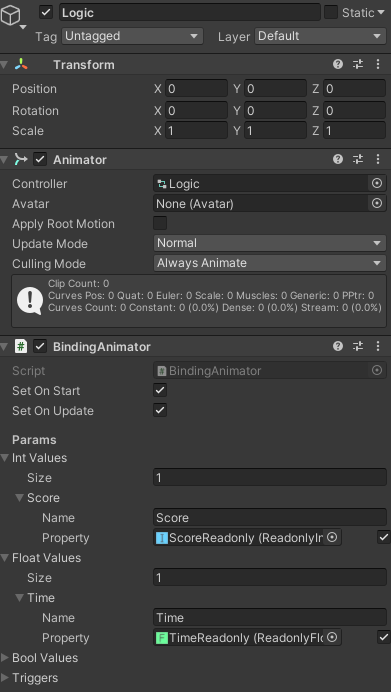 Logic Static
Tag Untagged Layer Default
Transform
Position X 0 Y 0 Z 0
Rotation X 0 Y 0 Z 0
Scale X 1 Y 1 Z 1
Animator
Controller Logic
Avatar None (Avatar)
Apply Root Motion
Update Mode Normal
Culling Mode Always Animate
Clip Count: 0
Curves Pos: 0 Quat: 0 Euler: 0 Scale: 0 Muscles: 0 Generic: 0 PPtr: 0
Curves Count: 0 Constant: 0 (0.0%) Dense: 0 (0.0%) Stream: 0 (0.0%)
# BindingAnimator
Script # BindingAnimator
Set On Start
Set On Update
Params
Int Values
Size 1
Score
Name Score
Property I ScoreReadonly (ReadonlyIn
Float Values
Size 1
Time
Name Time
Property F TimeReadonly (ReadonlyFlo
Bool Values
Triggers